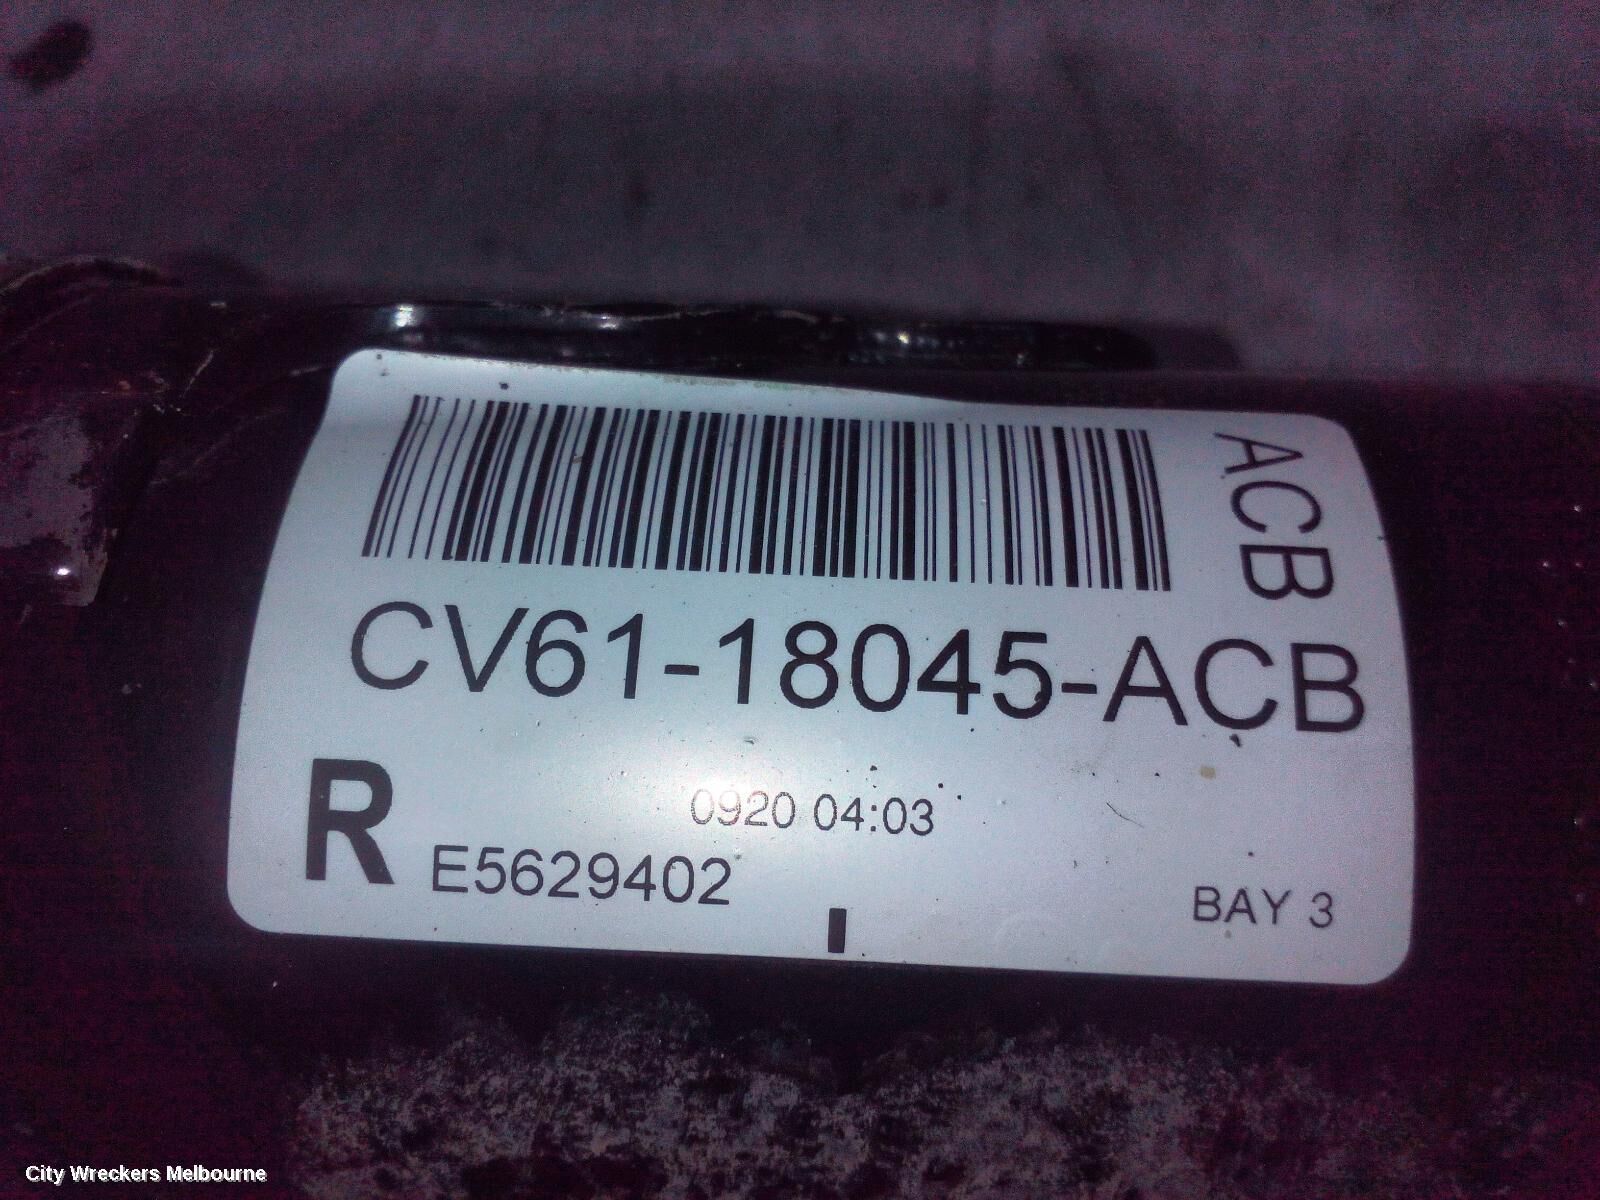 ACB
CV61-18045-ACB
R
0920 04:03
E5629402
BAY 3
City Wreckers Melbourne